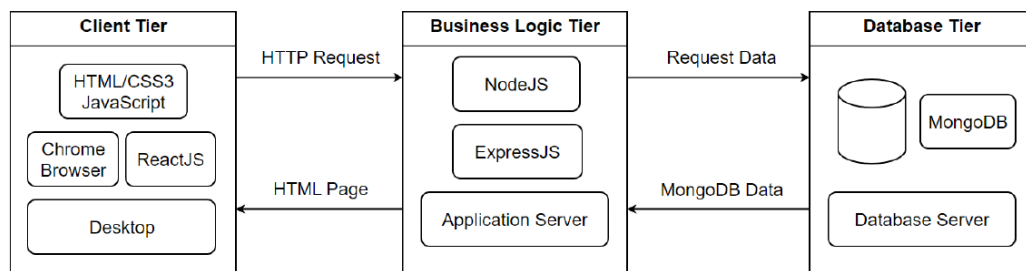 Client Tier
HTML/CSS3
JavaScript
Chrome
Browser
ReactJS
Desktop
HTTP Request
HTML Page
Business Logic Tier
NodeJS
ExpressJS
Application Server
Request Data
MongoDB Data
Database Tier
MongoDB
Database Server